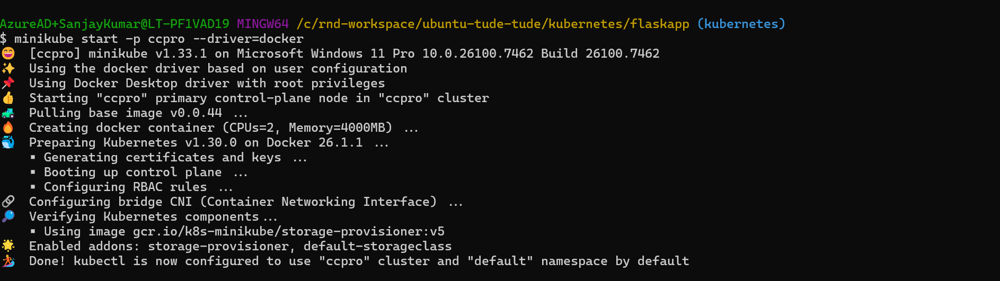 AzureAD+SanjayKumar@LT-PF1VAD19 MINGW64 /c/rnd-workspace/ubuntu-tude-tude/kubernetes/flaskapp (kubernetes)
$ minikube start -p ccpro --driver=docker
😄 [ccpro] minikube v1.33.1 on Microsoft Windows 11 Pro 10.0.26100.7462 Build 26100.7462
✨ Using the docker driver based on user configuration
📌 Using Docker Desktop driver with root privileges
👍 Starting "ccpro" primary control-plane node in "ccpro" cluster
🚜 Pulling base image v0.0.44 ...
🔥 Creating docker container (CPUs=2, Memory=4000MB) ...
🐳 Preparing Kubernetes v1.30.0 on Docker 26.1.1 ...
▪ Generating certificates and keys ...
▪ Booting up control plane ...
▪ Configuring RBAC rules ...
🔗 Configuring bridge CNI (Container Networking Interface) ...
🔎 Verifying Kubernetes components...
▪ Using image gcr.io/k8s-minikube/storage-provisioner:v5
🌟 Enabled addons: storage-provisioner, default-storageclass
🏄 Done! kubectl is now configured to use "ccpro" cluster and "default" namespace by default